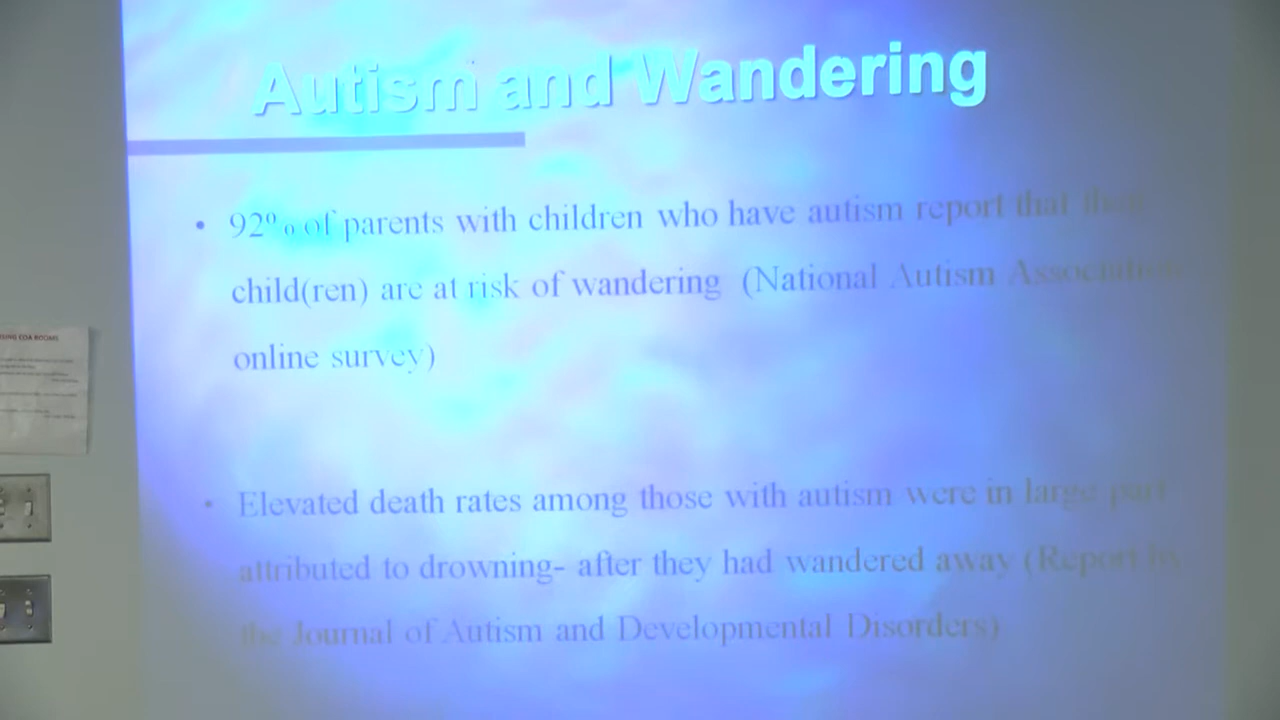 Autism and Wandering
• 92% of parents with children who have autism report that their
child(ren) are at risk of wandering (National Autism Association
online survey)
• Elevated death rates among those with autism were in large part
attributed to drowning- after they had wandered away (Report by
the Journal of Autism and Developmental Disorders)
EOA ROOMS